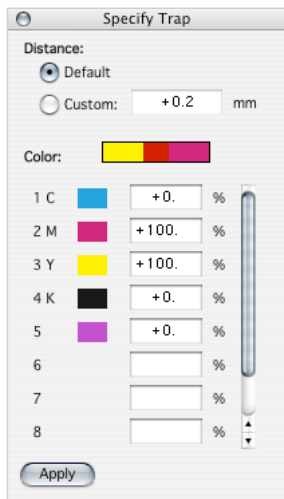 Specify Trap
Distance:
Default
Custom: +0.2 mm
Color:
1 C +0. %
2 M +100. %
3 Y +100. %
4 K +0. %
5 +0. %
6 %
7 %
8 %
Apply